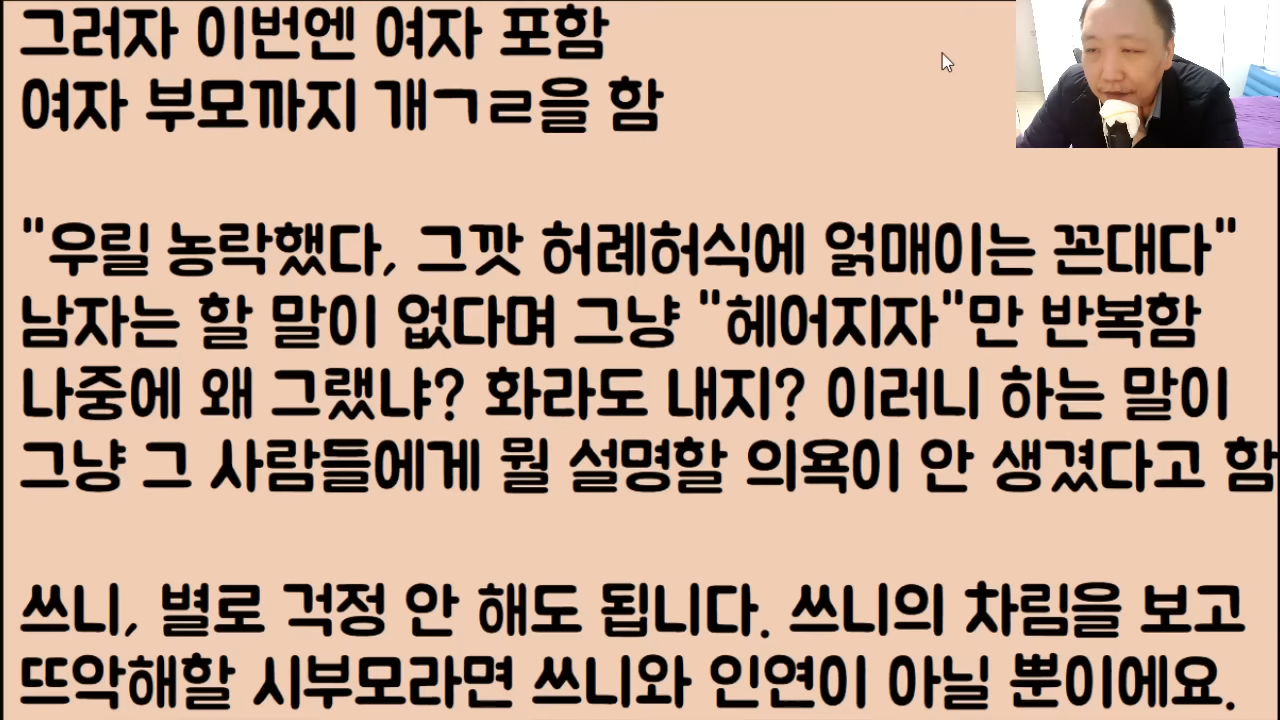 그러자 이번엔 여자 포함
여자 부모까지 개ㄱㄹ을 함
"우릴 농락했다, 그깟 허례허식에 얽매이는 꼰대다"
남자는 할 말이 없다며 그냥 "헤어지자"만 반복함
나중에 왜 그랬냐? 화라도 내지? 이러니 하는 말이
그냥 그 사람들에게 뭘 설명할 의욕이 안 생겼다고 함
쓰니, 별로 걱정 안 해도 됩니다. 쓰니의 차림을 보고
뜨악해할 시부모라면 쓰니와 인연이 아닐 뿐이에요.